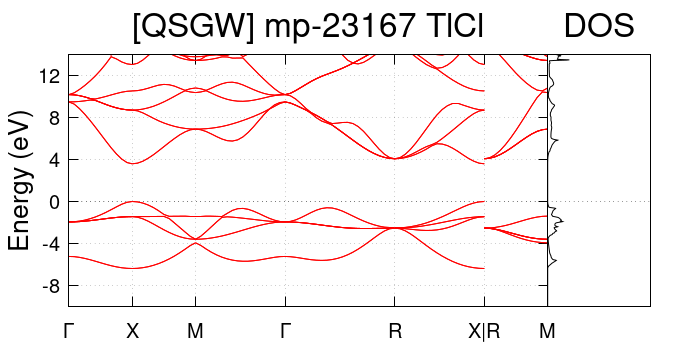 [QSGW] mp-23167 TlCl DOS
Energy (eV)
12
8
4
0
-4
-8
Γ X M Γ R X|R M